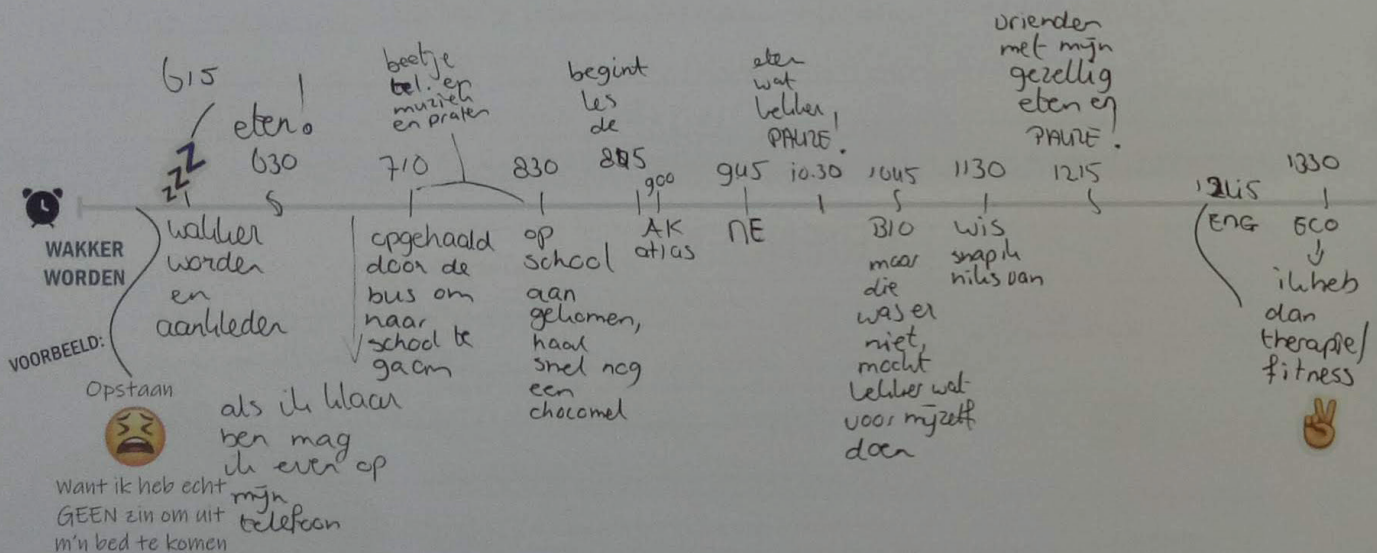 615
zzz
wakker
worden
en
aankleden
WAKKER
WORDEN
VOORBEELD:
Opstaan
Want ik heb echt
GEEN zin om uit
m'n bed te komen
eten!
630
als ik klaar
ben mag
ik even op
mijn
telefoon
710
opgehaald
door de
bus om
naar
school te
gaan
beetje
tel. en
muziek
en praten
830
op
school
aan
gekomen,
haal
snel nog
een
chocomel
begint
les
de
900
AK
atlas
945
NE
eten
wat
lekker!
PAUZE!
10.30
1045
BIO
maar
die
was er
niet,
mocht
lekker wat
voor mijzelf
doen
1130
wis
snap ik
niks van
vrienden
met mijn
gezellig
eten en
PAUZE!
1215
ENG
1330
ECO
ik heb
dan
therapie/
fitness